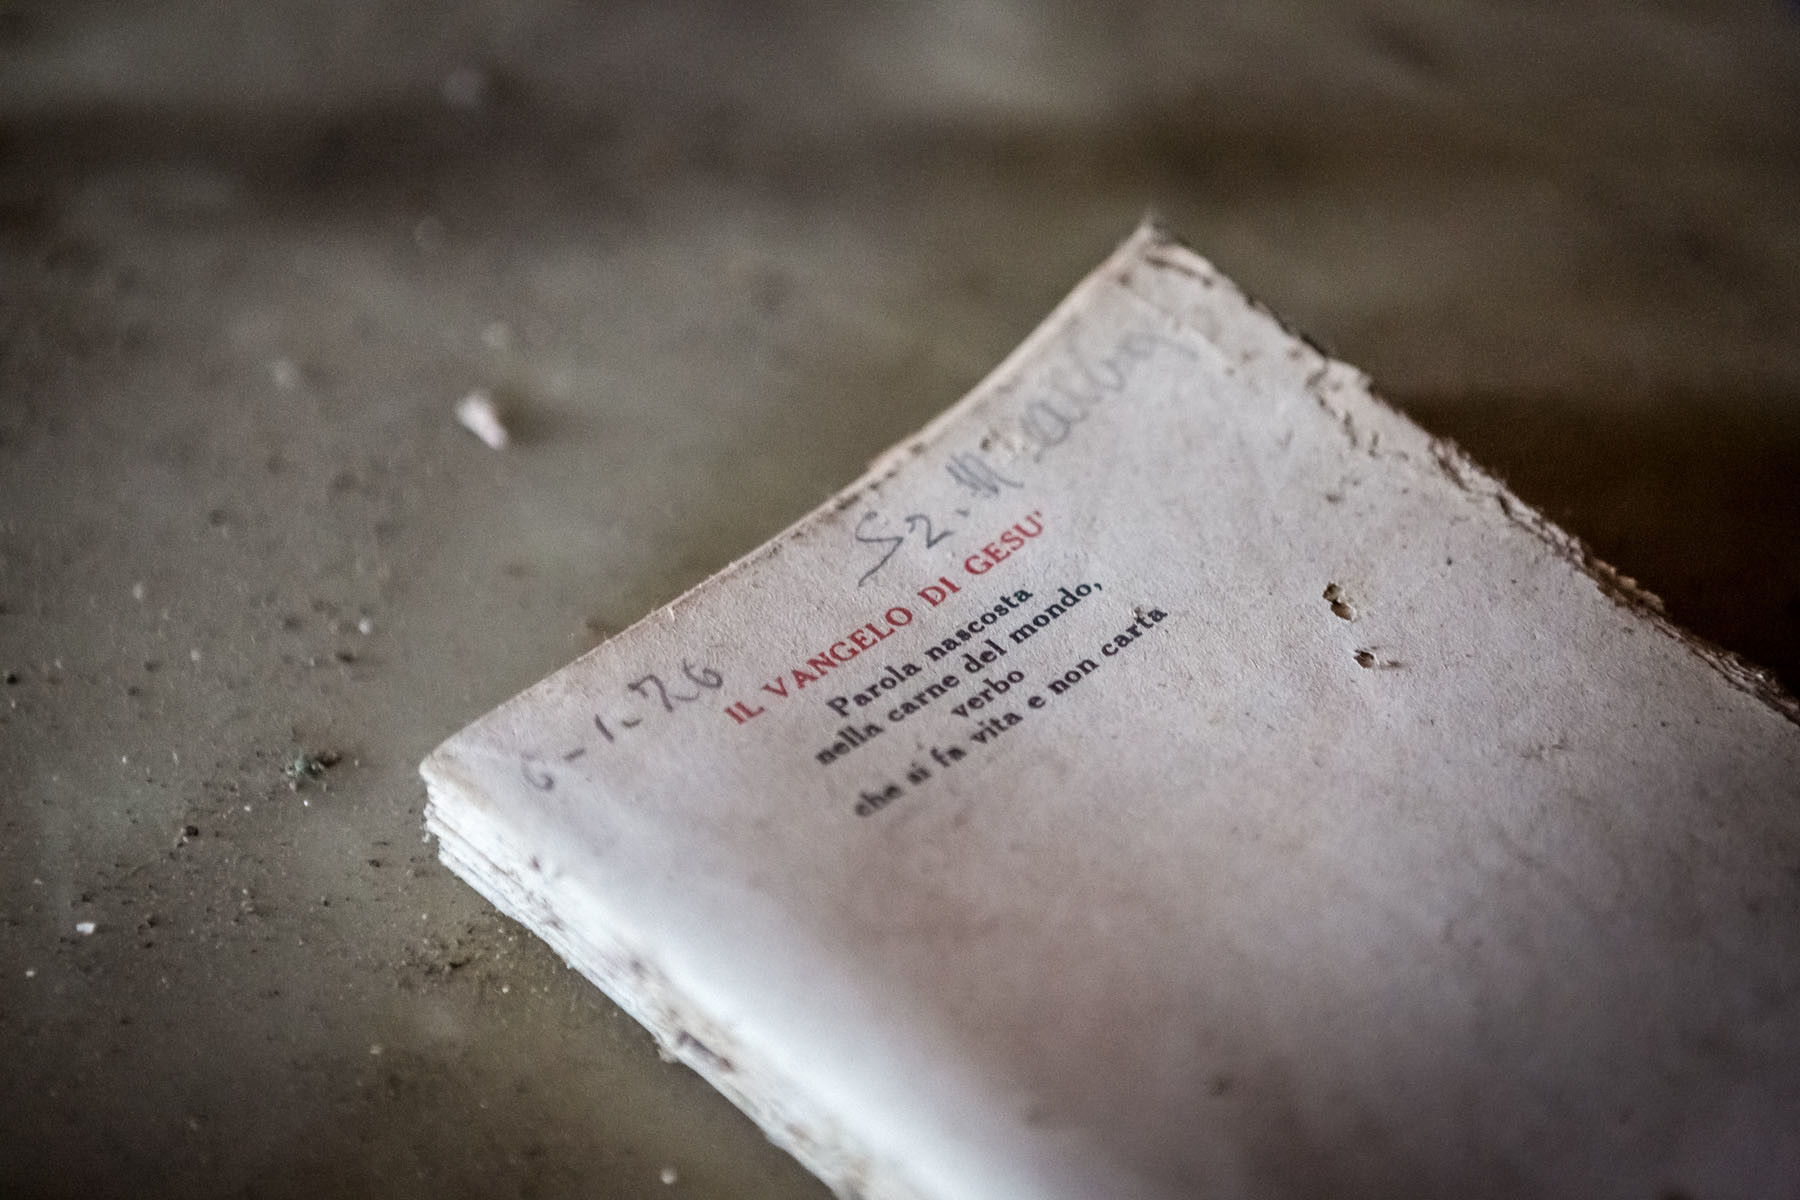 6-1-76
IL VANGELO DI GESU'
Parola nascosta
nella carne del mondo,
verbo
che si fa vita e non carta